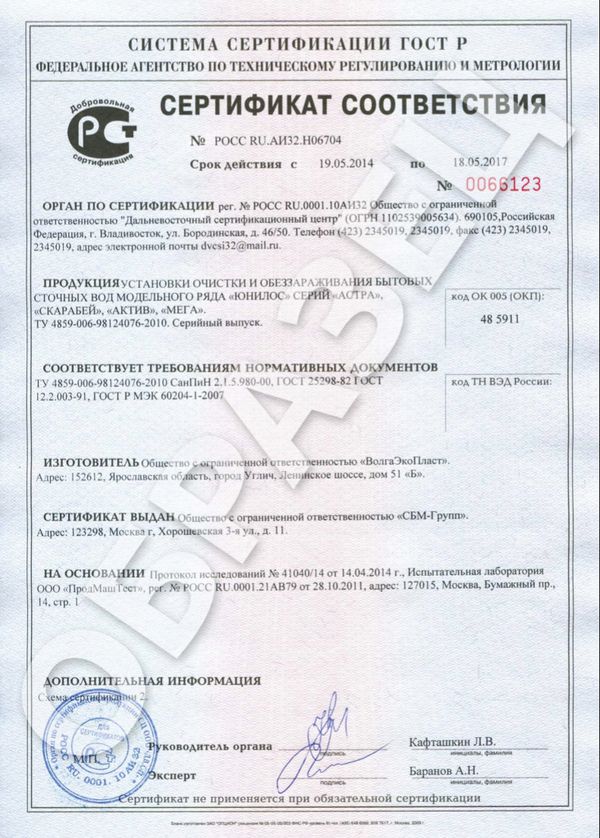 СИСТЕМА СЕРТИФИКАЦИИ ГОСТ Р
ФЕДЕРАЛЬНОЕ АГЕНТСТВО ПО ТЕХНИЧЕСКОМУ РЕГУЛИРОВАНИЮ И МЕТРОЛОГИИ
Добровольная
РСТ
сертификация
СЕРТИФИКАТ СООТВЕТСТВИЯ
№ РОСС RU.АИ32.Н06704
Срок действия с 19.05.2014 по 18.05.2017
№ 0066123
ОРГАН ПО СЕРТИФИКАЦИИ рег. № РОСС RU.0001.10АИ32 Общество с ограниченной
ответственностью "Дальневосточный сертификационный центр" (ОГРН 1102539005634). 690105,Российская
Федерация, г. Владивосток, ул. Бородинская, д. 46/50. Телефон (423) 2345019, 2345019, факс (423) 2345019,
2345019, адрес электронной почты dvcsi32@mail.ru.
ПРОДУКЦИЯ УСТАНОВКИ ОЧИСТКИ И ОБЕЗЗАРАЖИВАНИЯ БЫТОВЫХ
СТОЧНЫХ ВОД МОДЕЛЬНОГО РЯДА «ЮНИЛОС» СЕРИЙ «АСТРА»,
«СКАРАБЕЙ», «АКТИВ», «МЕГА».
ТУ 4859-006-98124076-2010. Серийный выпуск.
код ОК 005 (ОКП):
48 5911
СООТВЕТСТВУЕТ ТРЕБОВАНИЯМ НОРМАТИВНЫХ ДОКУМЕНТОВ
ТУ 4859-006-98124076-2010 СанПиН 2.1.5.980-00, ГОСТ 25298-82 ГОСТ
12.2.003-91, ГОСТ Р МЭК 60204-1-2007
код ТН ВЭД России:
ИЗГОТОВИТЕЛЬ Общество с ограниченной ответственностью «ВолгаЭкоПласт».
Адрес: 152612, Ярославская область, город Углич, Ленинское шоссе, дом 51 «Б».
СЕРТИФИКАТ ВЫДАН Общество с ограниченной ответственностью «СБМ-Групп».
Адрес: 123298, Москва г, Хорошевская 3-я ул., д. 11.
НА ОСНОВАНИИ Протокол исследований № 41040/14 от 14.04.2014 г., Испытательная лаборатория
ООО «ПродМашТест», рег. № РОСС RU.0001.21АВ79 от 28.10.2011, адрес: 127015, Москва, Бумажный пр.,
14, стр. 1
ДОПОЛНИТЕЛЬНАЯ ИНФОРМАЦИЯ
Схема сертификации 2.
М.П.
Руководитель органа
подпись
Кафташкин Л.В.
инициалы, фамилия
Эксперт
подпись
Баранов А.Н.
инициалы, фамилия
Сертификат не применяется при обязательной сертификации
ОБРАЗЕЦ
ДЛЯ
СЕРТИФИКАТОВ
РОСС RU. 0001. 10 АИ 32